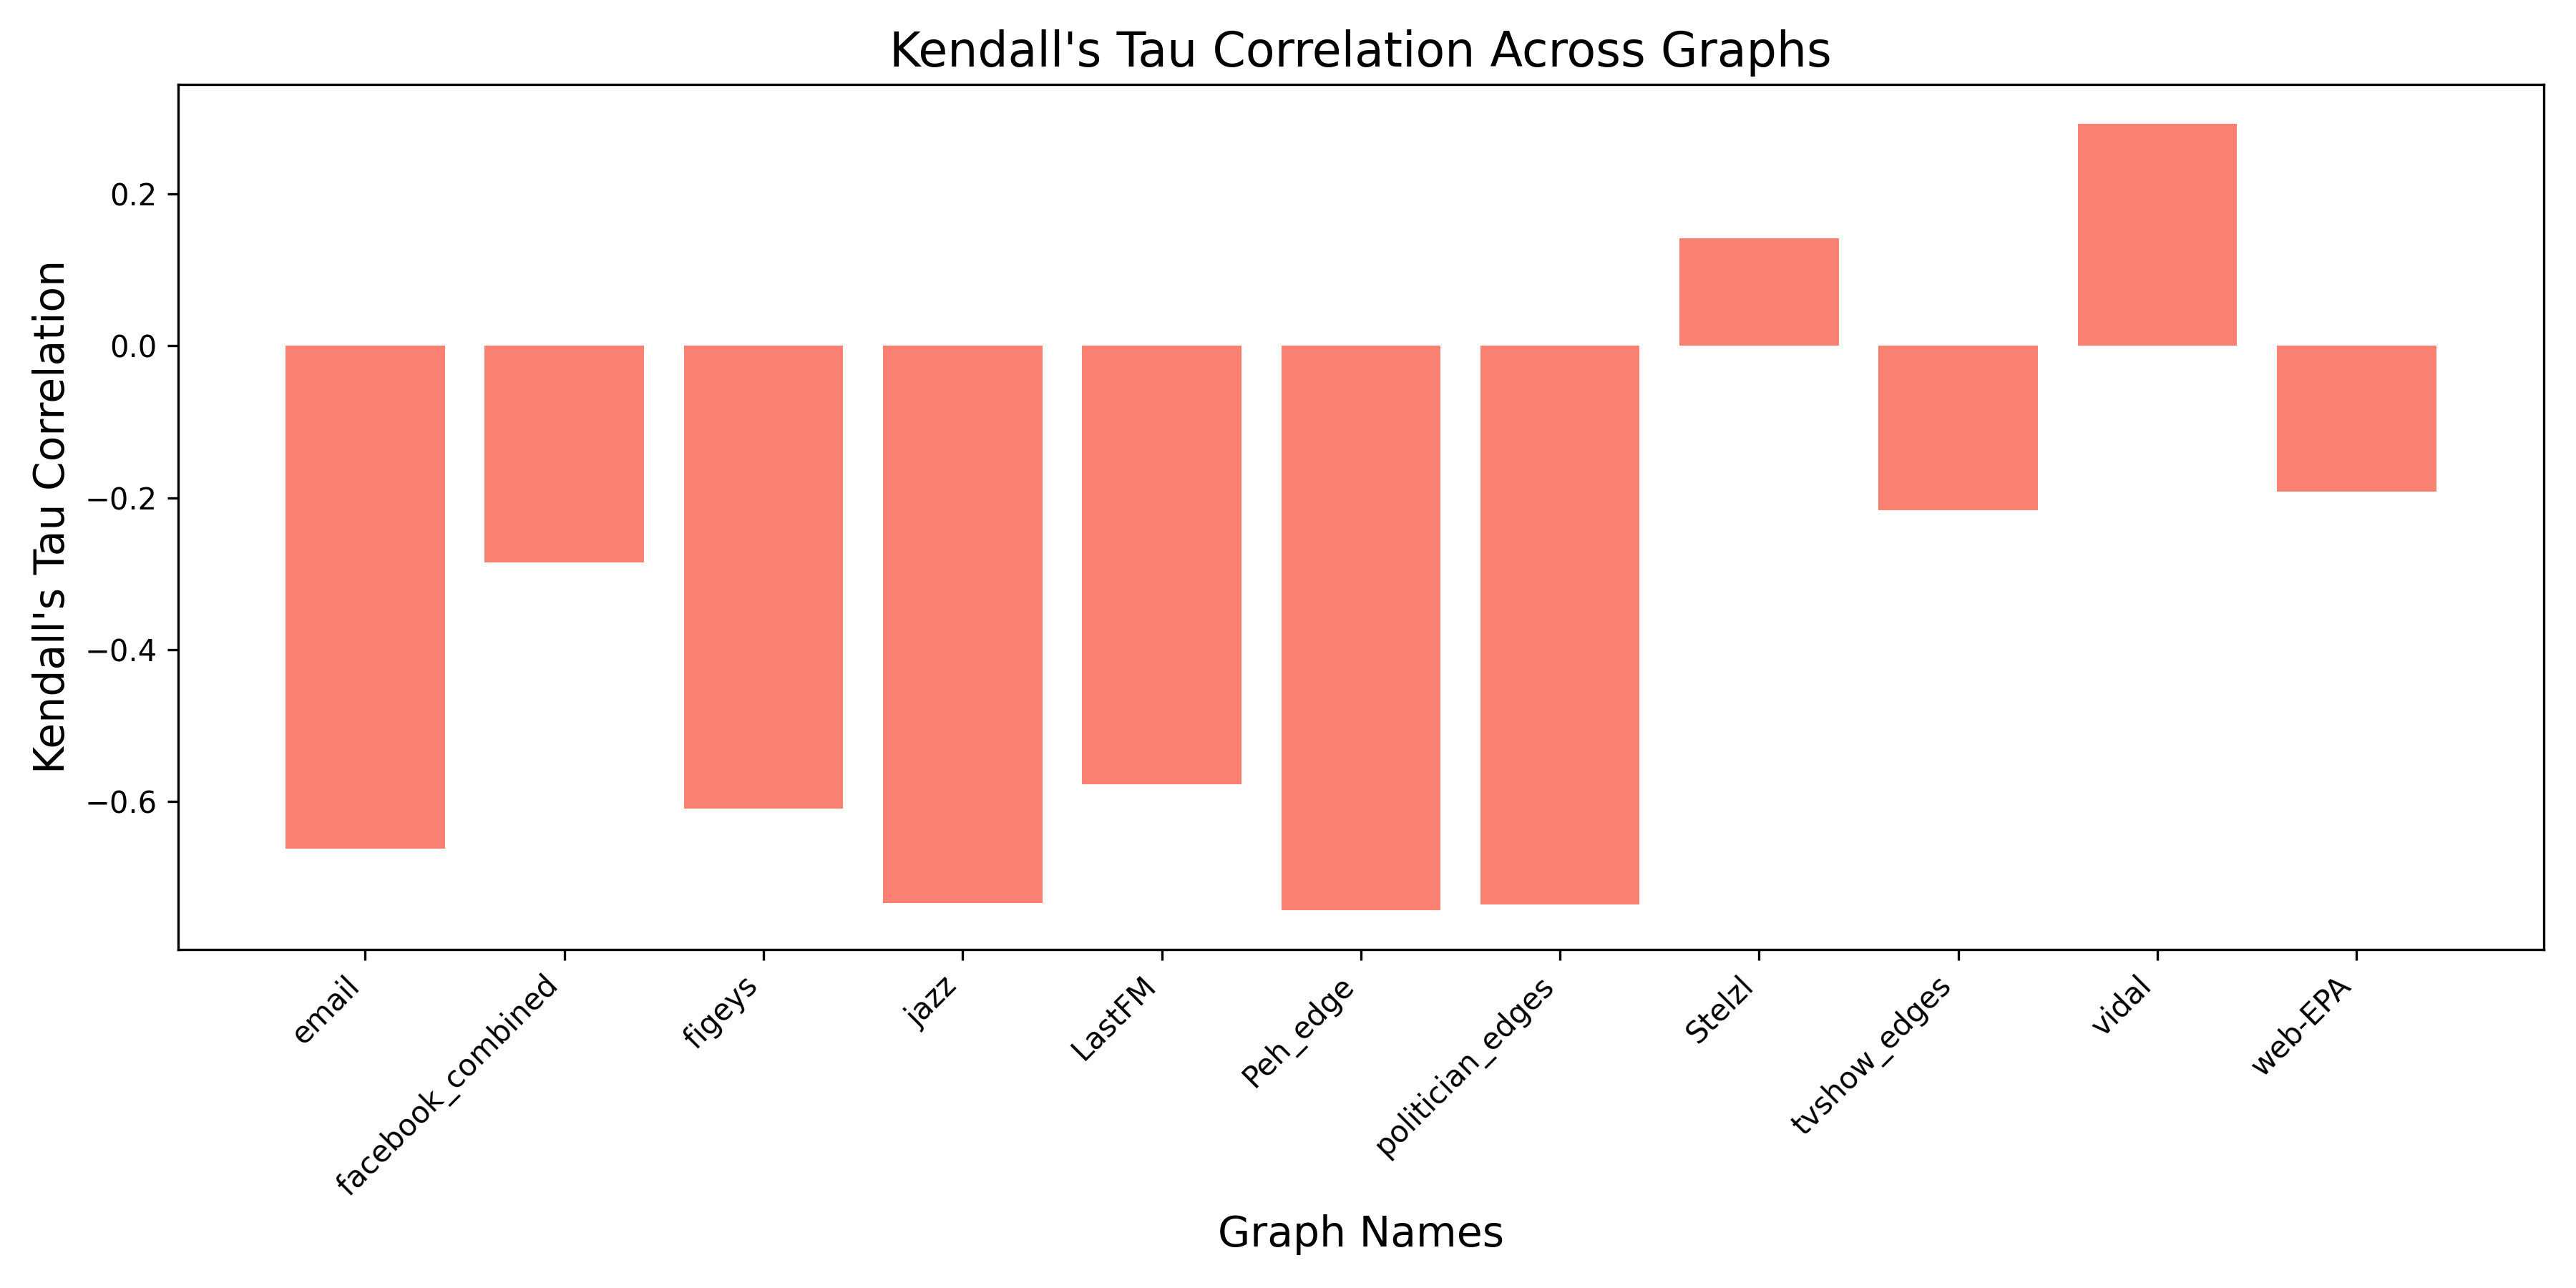 Kendall's Tau Correlation Across Graphs
Kendall's Tau Correlation
0.2
0.0
−0.2
−0.4
−0.6
email
facebook_combined
figeys
jazz
LastFM
Peh_edge
politician_edges
Stelzl
tvshow_edges
vidal
web-EPA
Graph Names